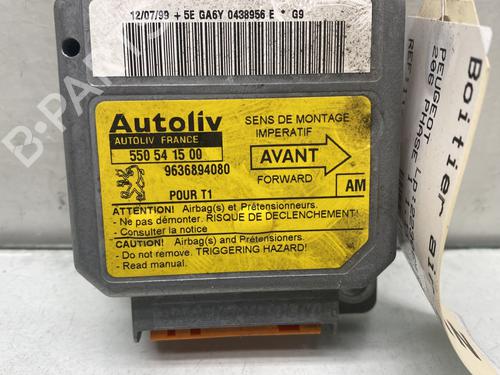 12/07/99 + 5E GA6Y 0438956 E * G9
Autoliv
AUTOLIV FRANCE
550 54 15 00
9636894080
SENS DE MONTAGE
IMPERATIF
AVANT
FORWARD
AM
POUR T1
ATTENTION! Airbag(s) et Prétensionneurs.
- Ne pas démonter. RISQUE DE DECLENCHEMENT!
- Consulter la notice
CAUTION! Airbag(s) and Pretensioners.
- Do not remove. TRIGGERING HAZARD!
- Read manual.
B-PARTS
Boitier
PEUGEOT
206 PHASE